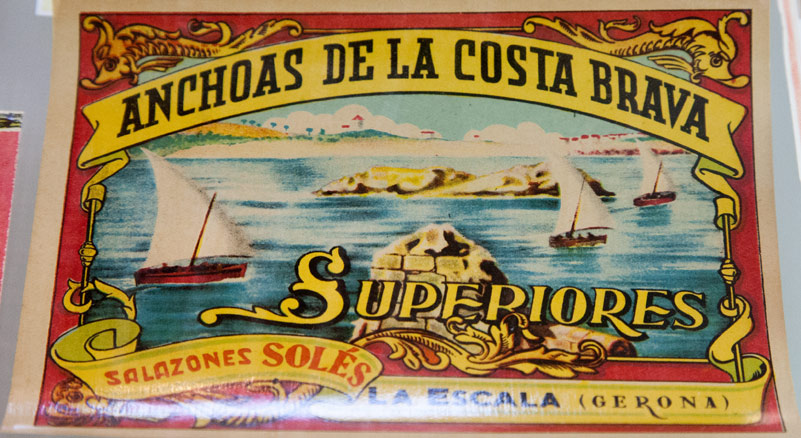 ANCHOAS DE LA COSTA BRAVA
SUPERIORES
SALAZONES SOLÉS
LA ESCALA (GERONA)